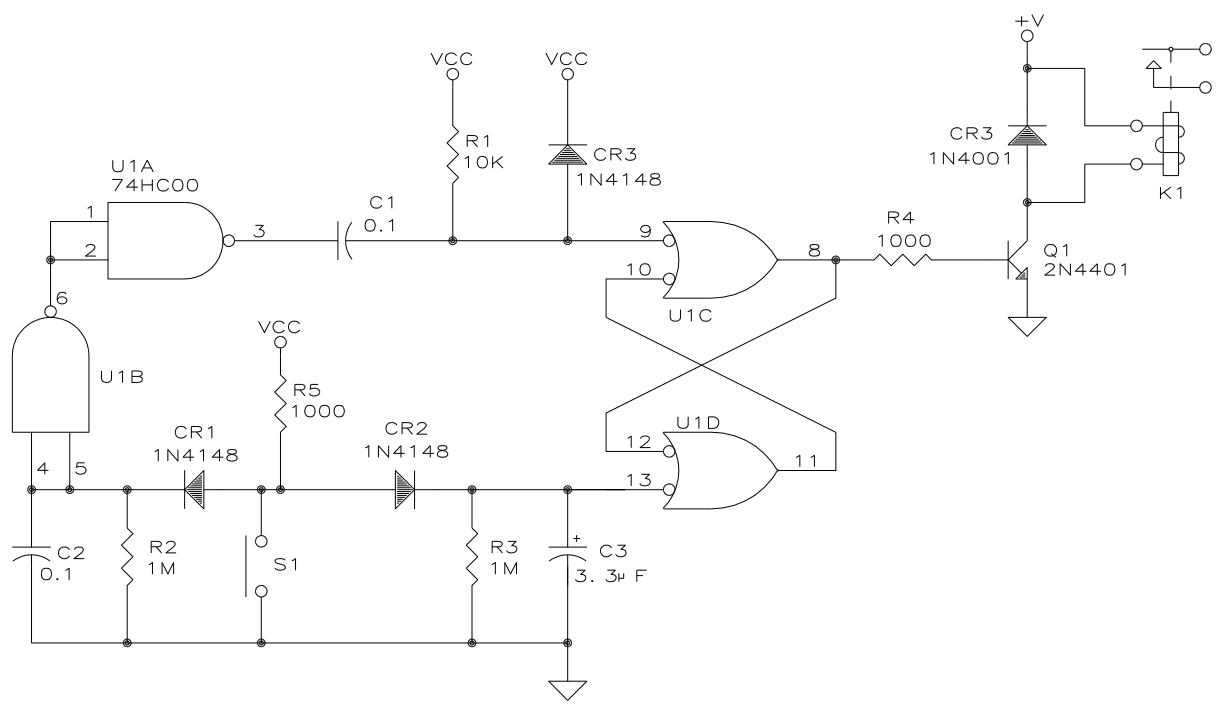 +V
VCC
VCC
R1
10K
CR3
1N4148
CR3
1N4001
K1
U1A
74HC00
1
2
3
C1
0.1
9
10
8
U1C
R4
1000
Q1
2N4401
6
U1B
VCC
R5
1000
CR1
1N4148
CR2
1N4148
U1D
12
13
11
4
5
C2
0.1
R2
1M
S1
R3
1M
+
C3
3.3µF